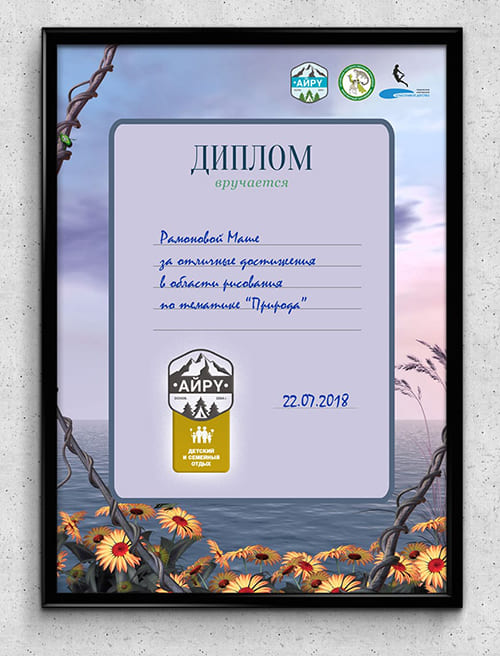 АЙРУ
ДИПЛОМ
вручается
Рамоновой Маше
за отличные достижения
в области рисования
по тематике “Природа”
АЙРУ
ДЕТСКИЙ
И СЕМЕЙНЫЙ
ОТДЫХ
22.07.2018